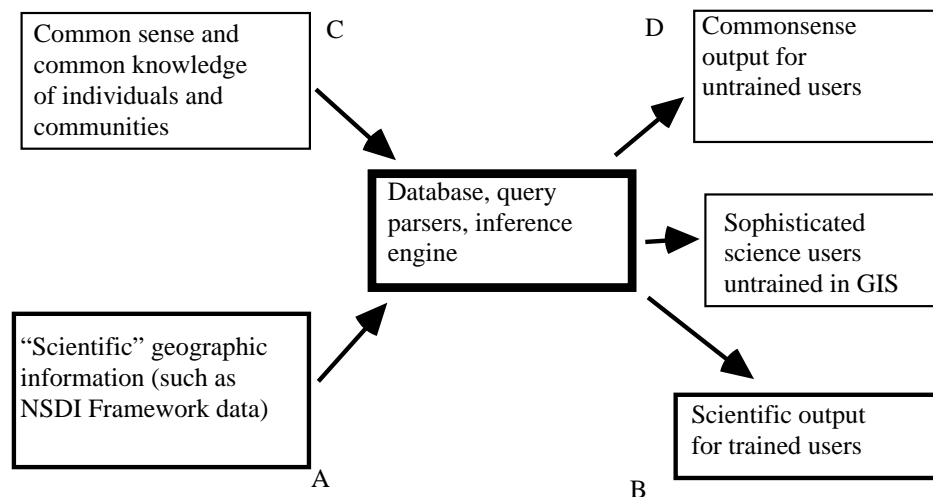 C
Common sense and
common knowledge
of individuals and
communities
D
Commonsense
output for
untrained users
Database, query
parsers, inference
engine
Sophisticated
science users
untrained in GIS
“Scientific” geographic
information (such as
NSDI Framework data)
A
Scientific output
for trained users
B